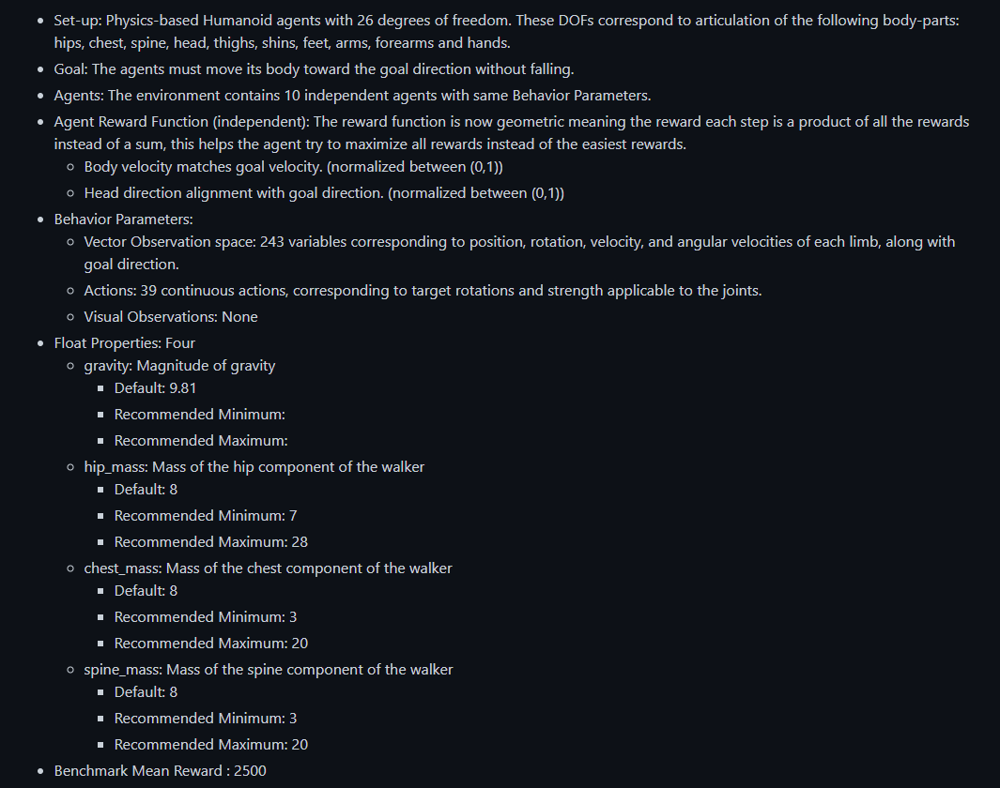 Set-up: Physics-based Humanoid agents with 26 degrees of freedom. These DOFs correspond to articulation of the following body-parts:
hips, chest, spine, head, thighs, shins, feet, arms, forearms and hands.
Goal: The agents must move its body toward the goal direction without falling.
Agents: The environment contains 10 independent agents with same Behavior Parameters.
Agent Reward Function (independent): The reward function is now geometric meaning the reward each step is a product of all the rewards
instead of a sum, this helps the agent try to maximize all rewards instead of the easiest rewards.
Body velocity matches goal velocity. (normalized between (0,1))
Head direction alignment with goal direction. (normalized between (0,1))
Behavior Parameters:
Vector Observation space: 243 variables corresponding to position, rotation, velocity, and angular velocities of each limb, along with
goal direction.
Actions: 39 continuous actions, corresponding to target rotations and strength applicable to the joints.
Visual Observations: None
Float Properties: Four
gravity: Magnitude of gravity
Default: 9.81
Recommended Minimum:
Recommended Maximum:
hip_mass: Mass of the hip component of the walker
Default: 8
Recommended Minimum: 7
Recommended Maximum: 28
chest_mass: Mass of the chest component of the walker
Default: 8
Recommended Minimum: 3
Recommended Maximum: 20
spine_mass: Mass of the spine component of the walker
Default: 8
Recommended Minimum: 3
Recommended Maximum: 20
Benchmark Mean Reward : 2500